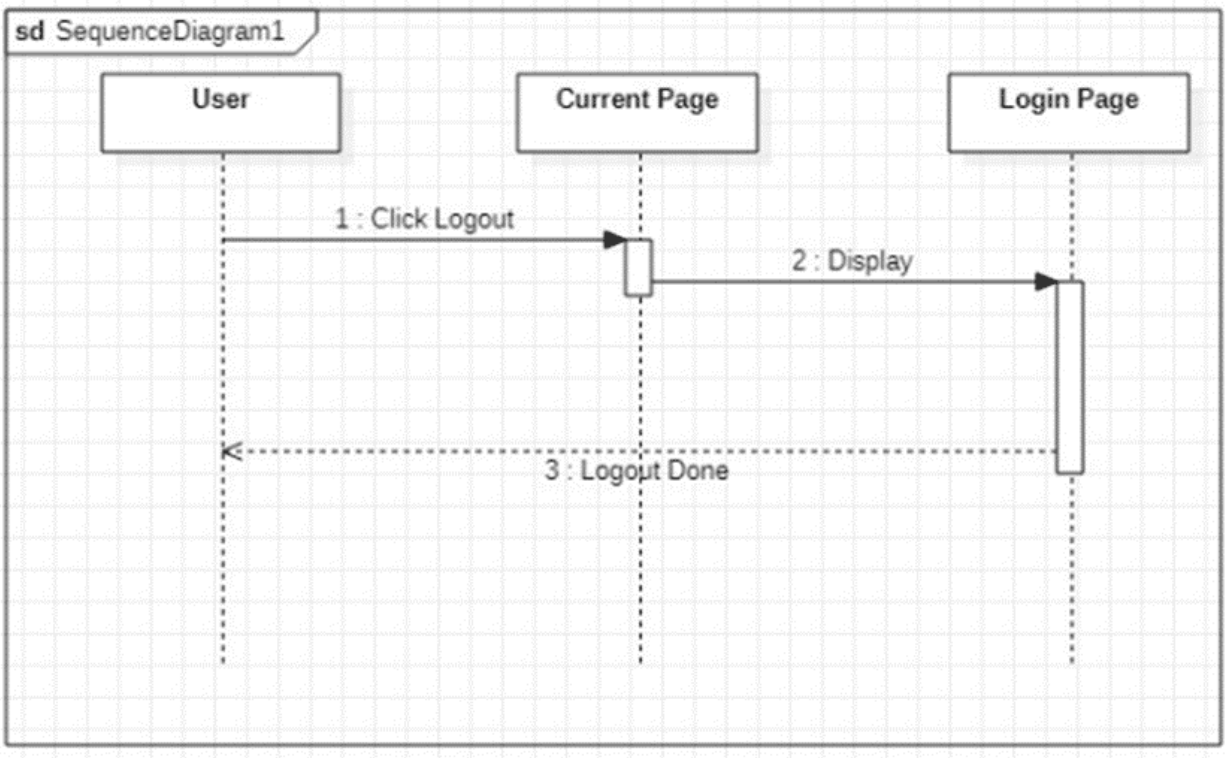 sd SequenceDiagram1
User
Current Page
Login Page
1 : Click Logout
2 : Display
3 : Logout Done